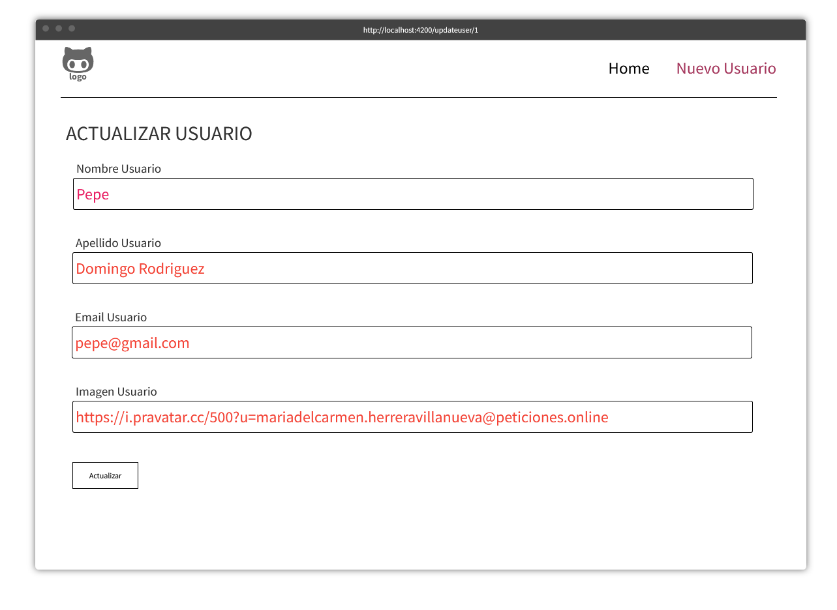 http://localhost:4200/updateuser/1
logo
Home Nuevo Usuario
ACTUALIZAR USUARIO
Nombre Usuario
Pepe
Apellido Usuario
Domingo Rodriguez
Email Usuario
pepe@gmail.com
Imagen Usuario
https://i.pravatar.cc/500?u=mariadelcarmen.herreravillanueva@peticiones.online
Actualizar